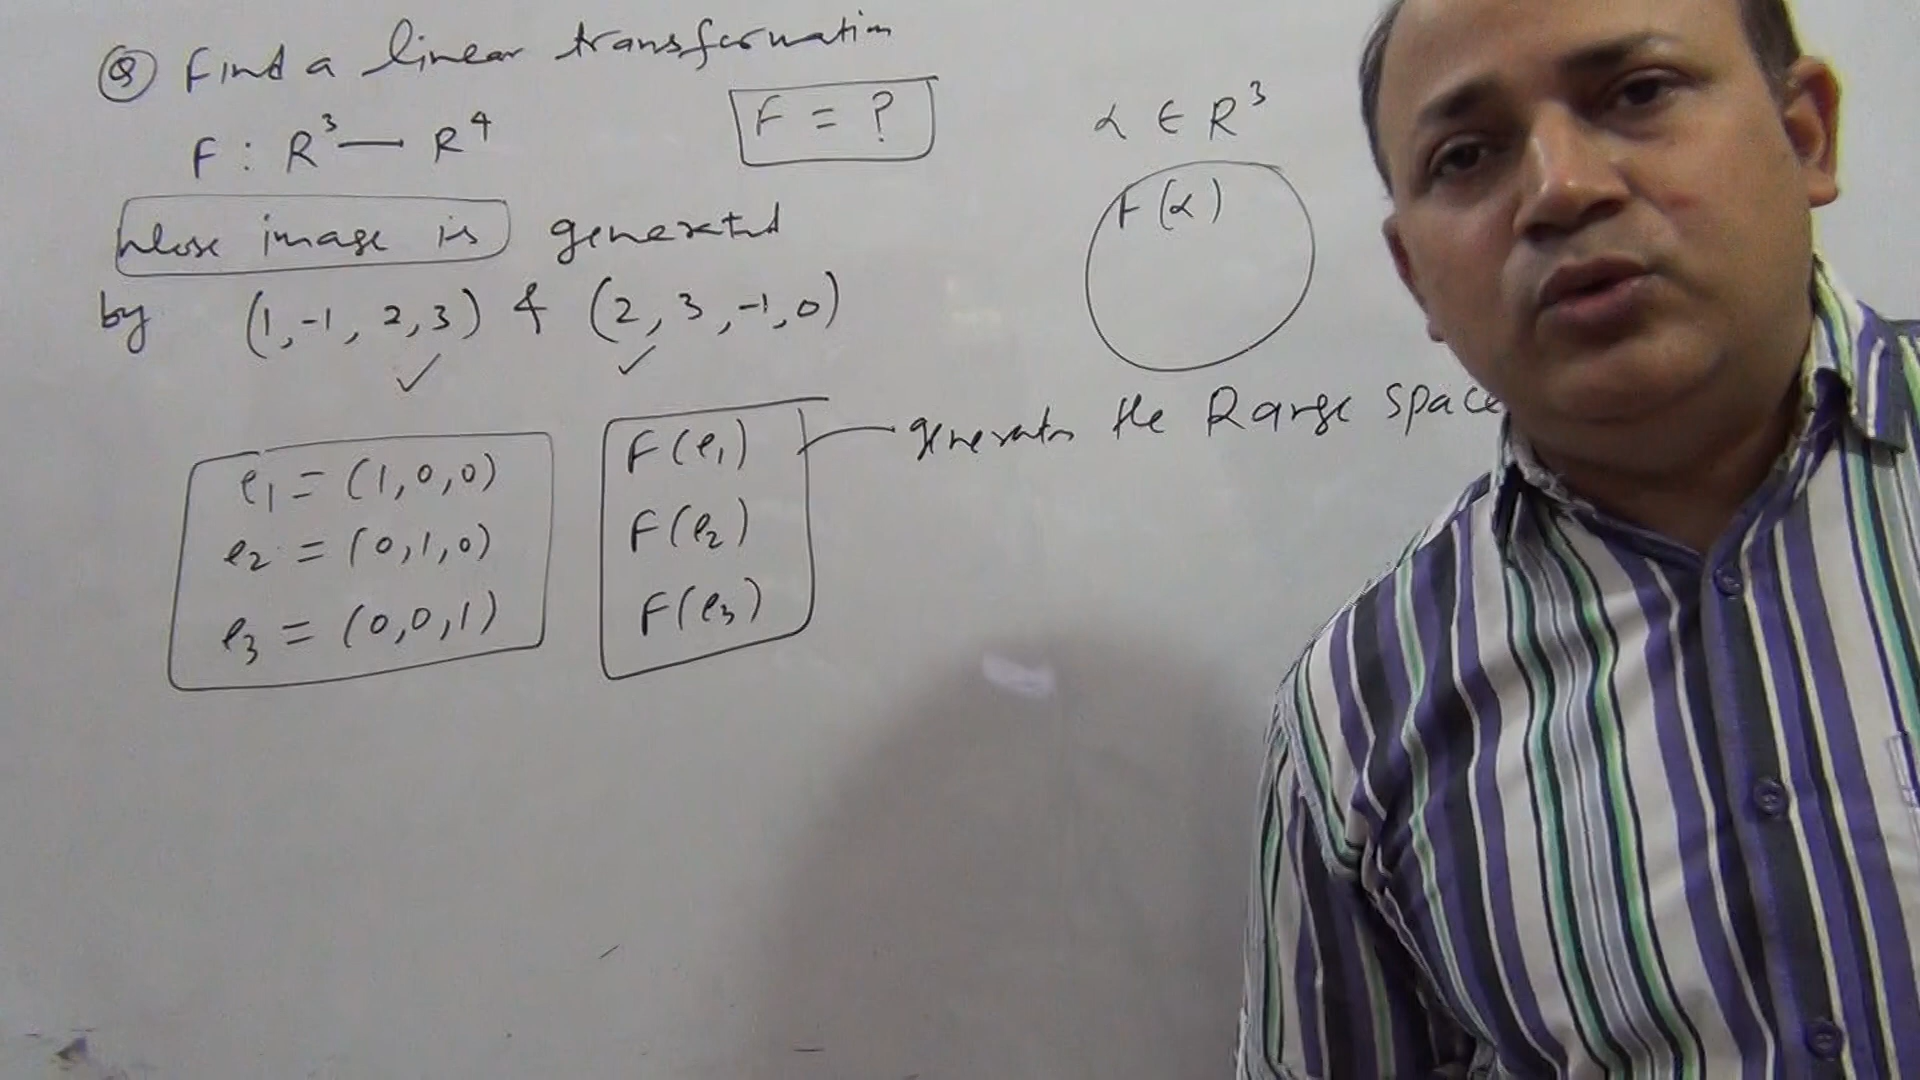 Q Find a linear transformation
F : R³ — R⁴
F = ?
whose image is generated
by (1,-1, 2,3) & (2, 3,-1,0)
α ∈ R³
F(α)
e₁ = (1,0,0)
e₂ = (0,1,0)
e₃ = (0,0,1)
F(e₁)
F(e₂)
F(e₃)
generates the Range Space